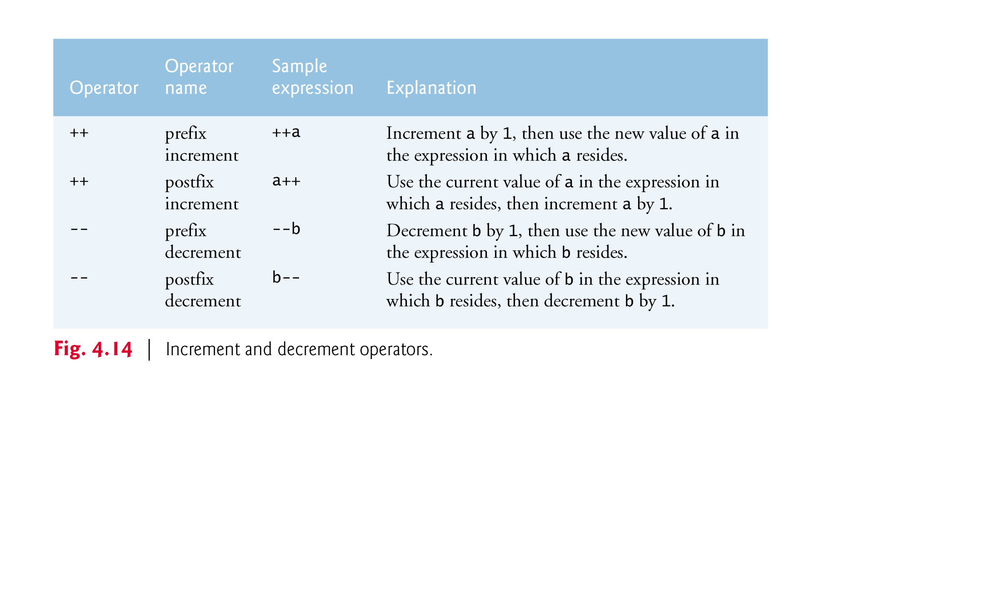 Operator Operator name Sample expression Explanation
++ prefix increment ++a Increment a by 1, then use the new value of a in
the expression in which a resides.
++ postfix increment a++ Use the current value of a in the expression in
which a resides, then increment a by 1.
-- prefix decrement --b Decrement b by 1, then use the new value of b in
the expression in which b resides.
-- postfix decrement b-- Use the current value of b in the expression in
which b resides, then decrement b by 1.
Fig. 4.14 | Increment and decrement operators.